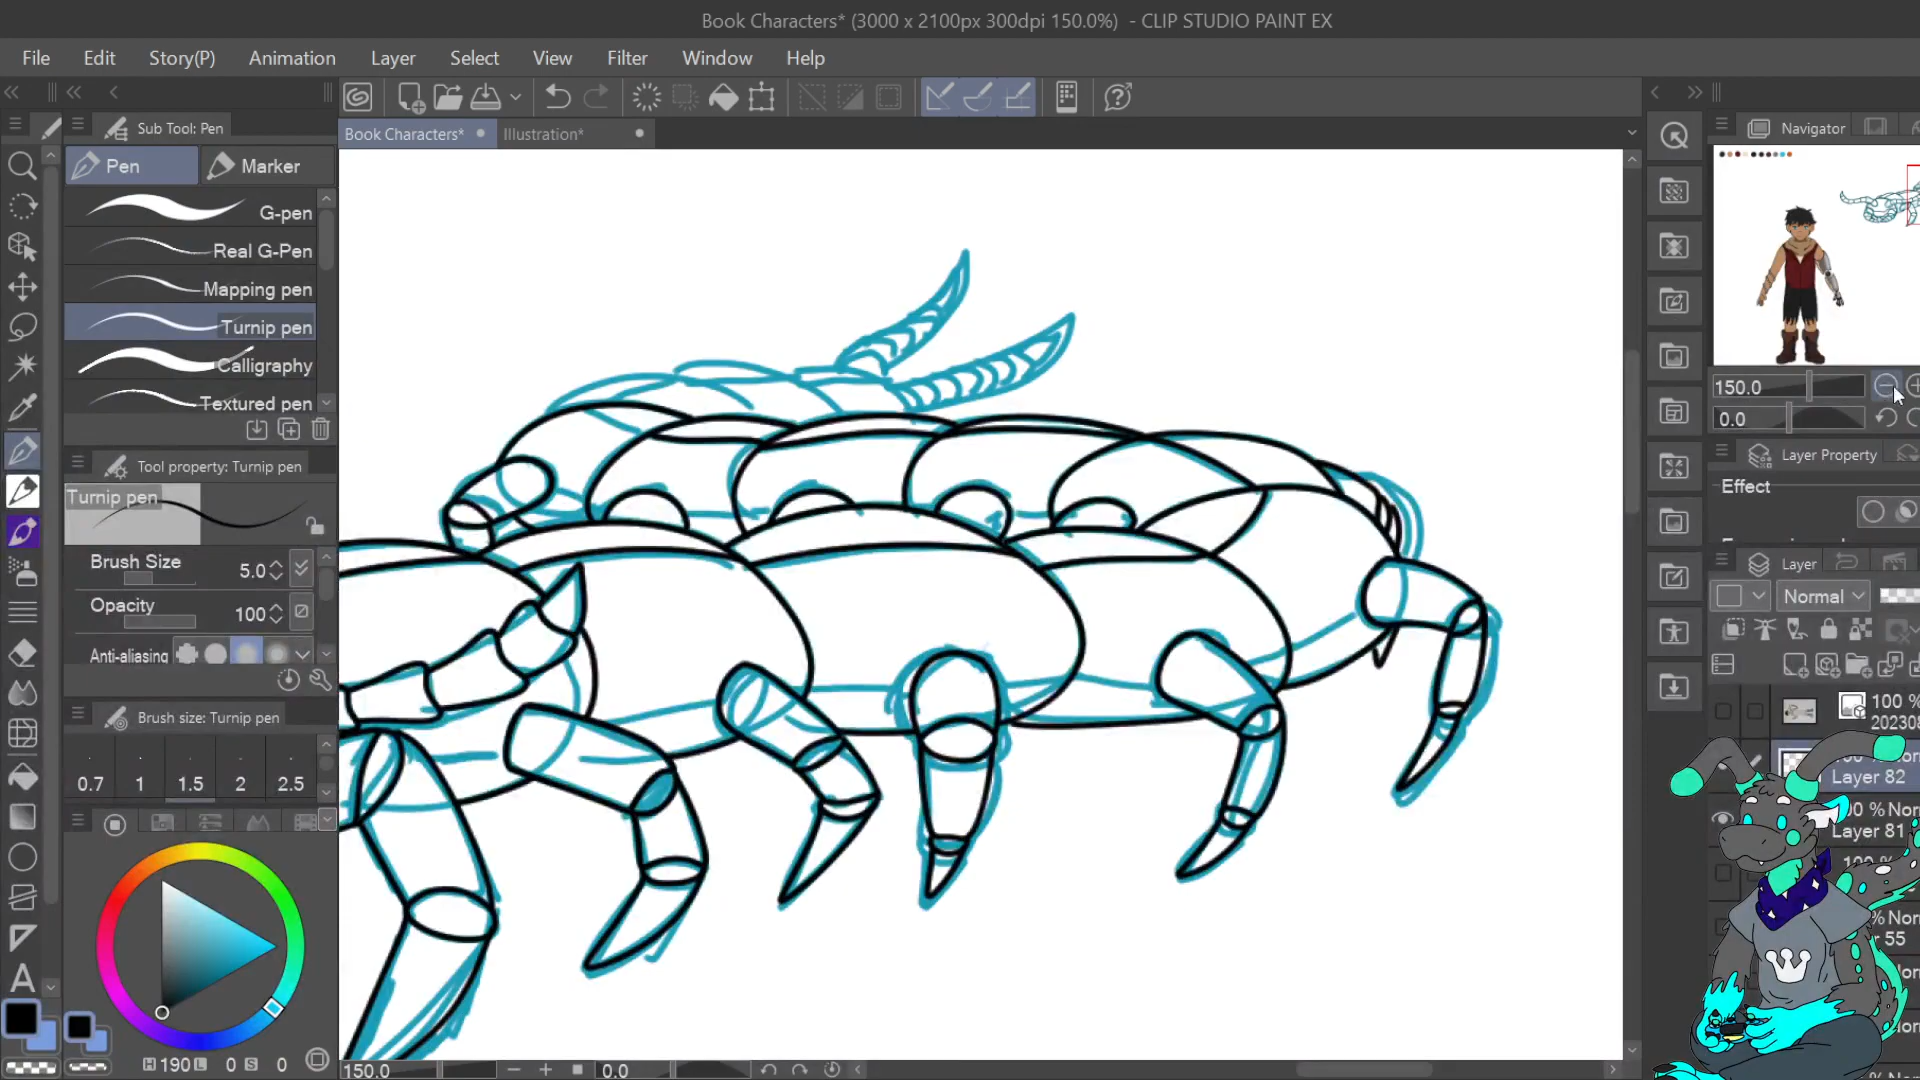 Book Characters* (3000 x 2100px 300dpi 150.0%) - CLIP STUDIO PAINT EX
File Edit Story(P) Animation Layer Select View Filter Window Help
Sub Tool: Pen
Book Characters* Illustration*
Navigator
Pen Marker
G-pen
Real G-Pen
Mapping pen
Turnip pen
Calligraphy
Textured pen
150.0
0.0
Layer Property
Effect
Tool property: Turnip pen
Turnip pen
Brush Size 5.0
Opacity 100
Anti-aliasing
Layer
Normal
Brush size: Turnip pen
0.7 1 1.5 2 2.5
100 %
202308
Layer 82
00 % Norm
Layer 81
% Norm
r 55
A
H 190 L 0 S 0
150.0 0.0